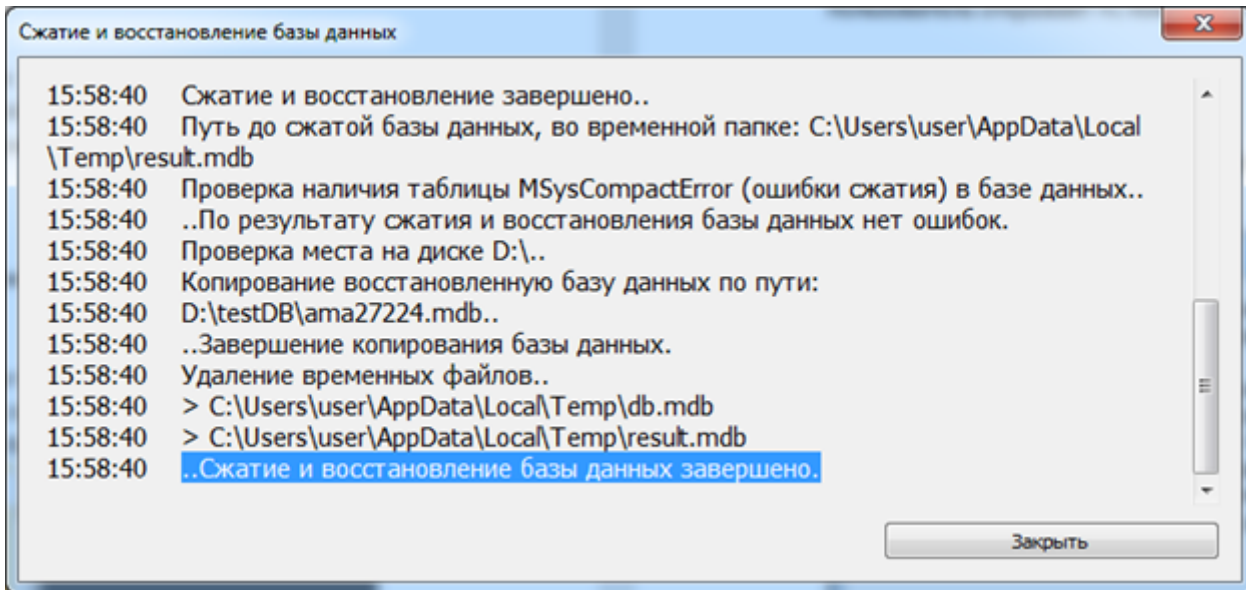 Сжатие и восстановление базы данных
15:58:40 Сжатие и восстановление завершено..
15:58:40 Путь до сжатой базы данных, во временной папке: C:\Users\user\AppData\Local
\Temp\result.mdb
15:58:40 Проверка наличия таблицы MSysCompactError (ошибки сжатия) в базе данных..
15:58:40 ..По результату сжатия и восстановления базы данных нет ошибок.
15:58:40 Проверка места на диске D:\..
15:58:40 Копирование восстановленную базу данных по пути:
15:58:40 D:\testDB\ama27224.mdb..
15:58:40 ..Завершение копирования базы данных.
15:58:40 Удаление временных файлов..
15:58:40 > C:\Users\user\AppData\Local\Temp\db.mdb
15:58:40 > C:\Users\user\AppData\Local\Temp\result.mdb
15:58:40 ..Сжатие и восстановление базы данных завершено.
Закрыть